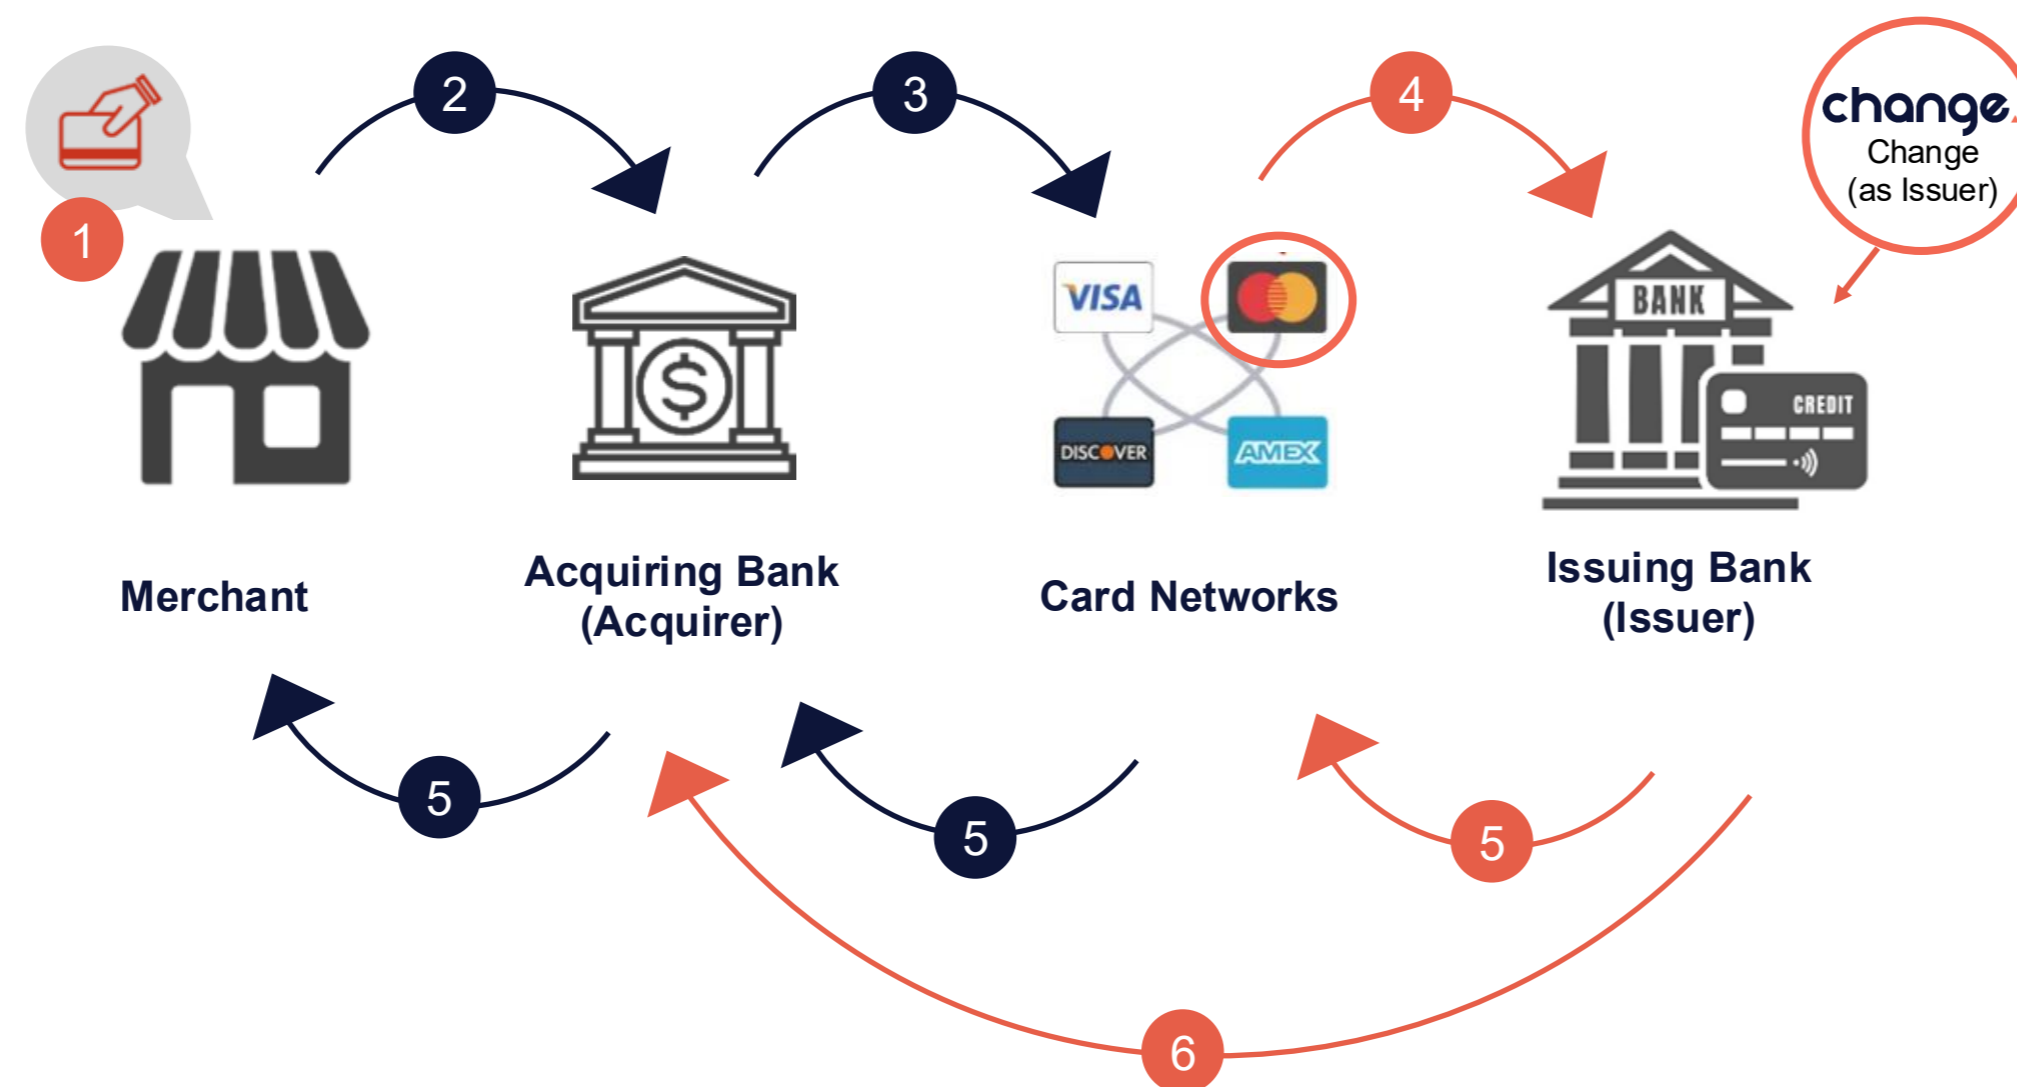 2
3
4
change
Change
(as Issuer)
1
VISA
BANK
CREDIT
DISCOVER
AMEX
Merchant
Acquiring Bank
(Acquirer)
Card Networks
Issuing Bank
(Issuer)
5
5
5
6